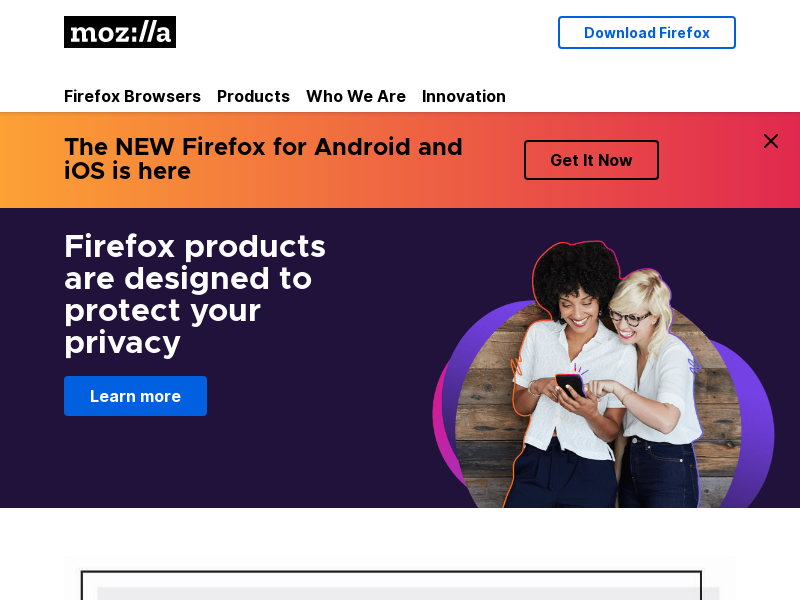 moz://a
Download Firefox
Firefox Browsers
Products
Who We Are
Innovation
The NEW Firefox for Android and
iOS is here
Get It Now
Firefox products
are designed to
protect your
privacy
Learn more